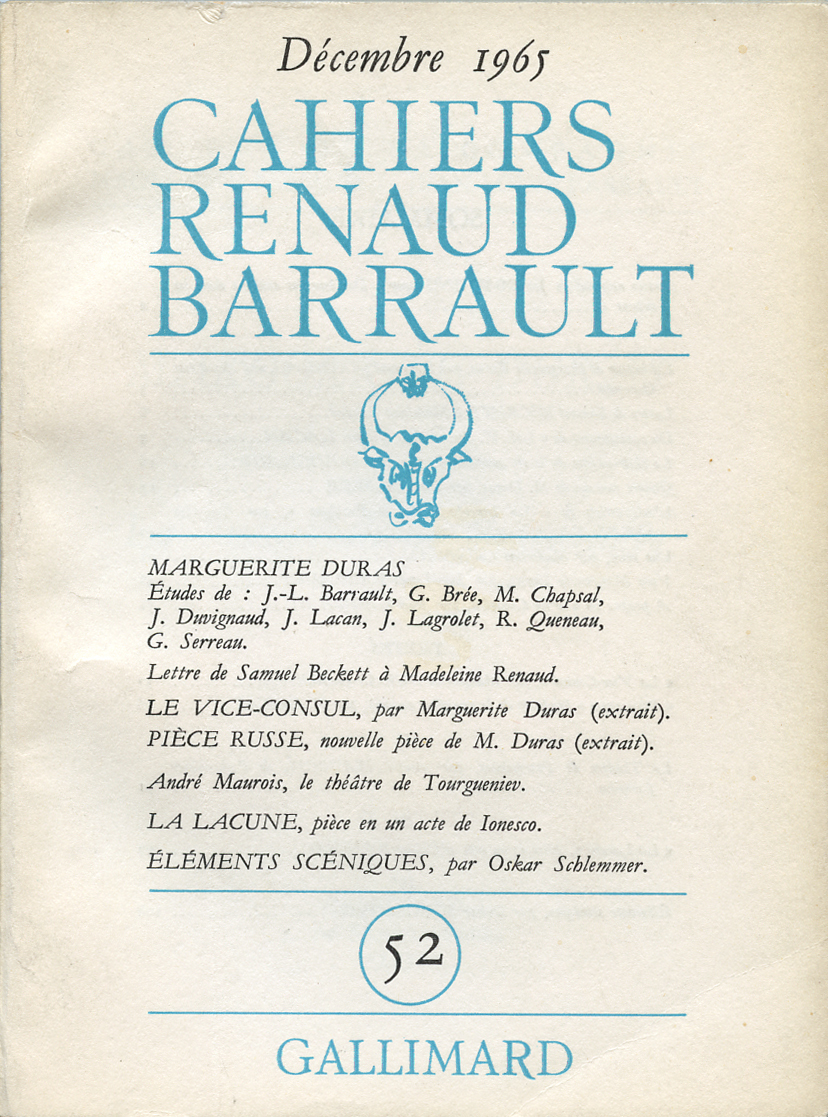 Décembre 1965
CAHIERS
RENAUD
BARRAULT
MARGUERITE DURAS
Études de : J.-L. Barrault, G. Brée, M. Chapsal,
J. Duvignaud, J. Lacan, J. Lagrolet, R. Queneau,
G. Serreau.
Lettre de Samuel Beckett à Madeleine Renaud.
LE VICE-CONSUL, par Marguerite Duras (extrait).
PIÈCE RUSSE, nouvelle pièce de M. Duras (extrait).
André Maurois, le théâtre de Tourgueniev.
LA LACUNE, pièce en un acte de Ionesco.
ÉLÉMENTS SCÉNIQUES, par Oskar Schlemmer.
52
GALLIMARD